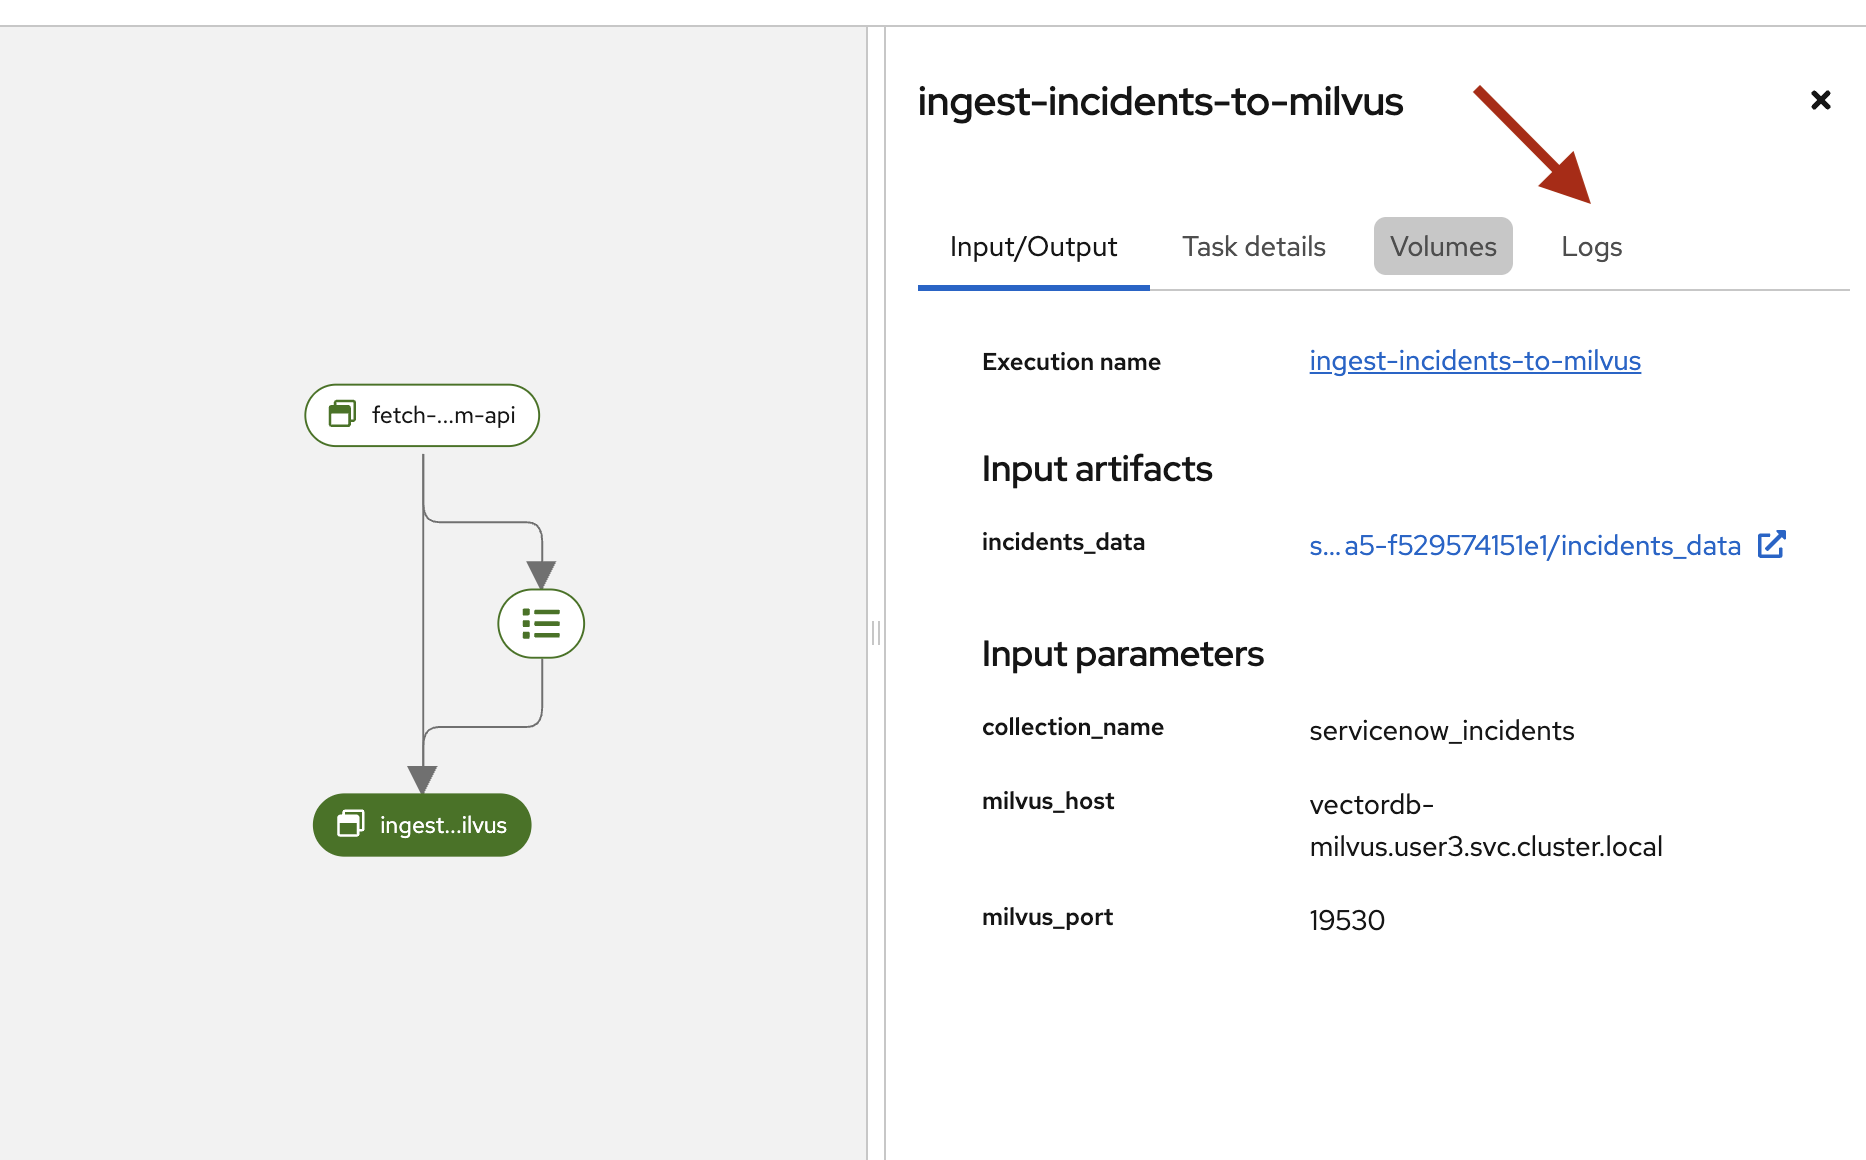 fetch-...m-api
ingest...ilvus
ingest-incidents-to-milvus
Input/Output
Task details
Volumes
Logs
Execution name
ingest-incidents-to-milvus
Input artifacts
incidents_data
s...a5-f529574151e1/incidents_data
Input parameters
collection_name
servicenow_incidents
milvus_host
vectordb-
milvus.user3.svc.cluster.local
milvus_port
19530